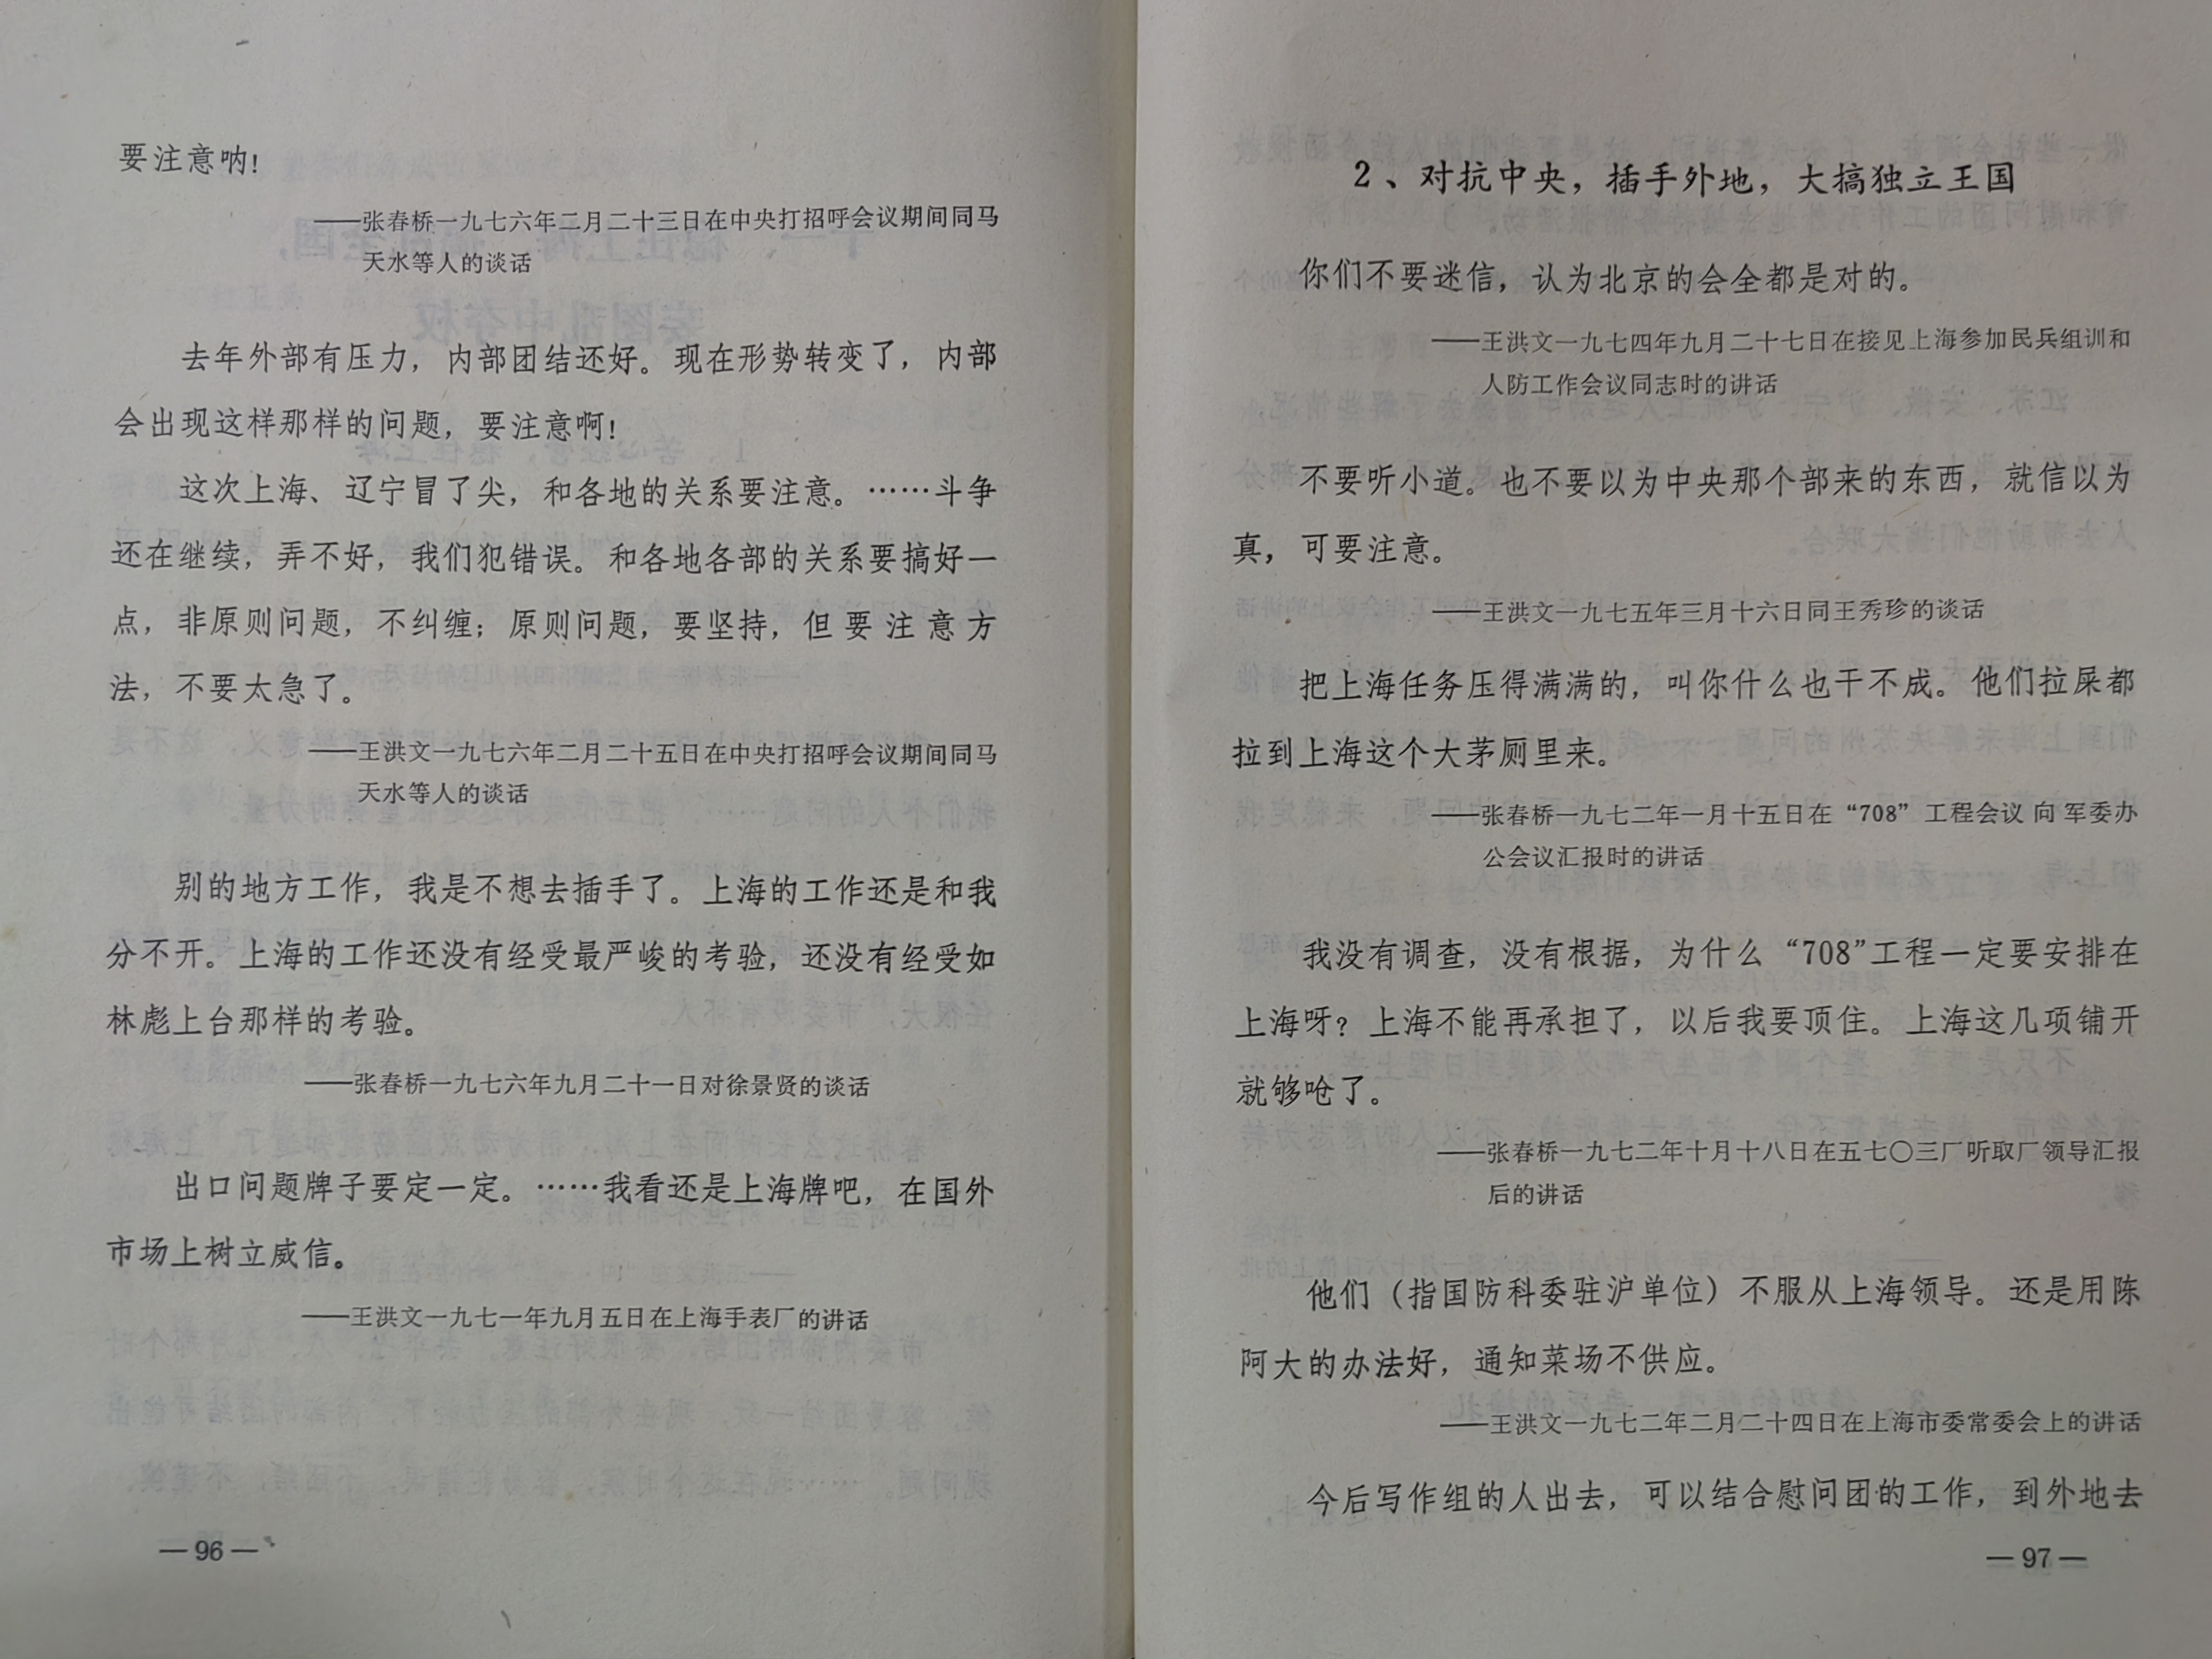 要注意呐！
——张春桥一九七六年二月二十三日在中央打招呼会议期间同马
天水等人的谈话
去年外部有压力，内部团结还好。现在形势转变了，内部
会出现这样那样的问题，要注意啊！
这次上海、辽宁冒了尖，和各地的关系要注意。……斗争
还在继续，弄不好，我们犯错误。和各地各部的关系要搞好一
点，非原则问题，不纠缠；原则问题，要坚持，但要注意方
法，不要太急了。
——王洪文一九七六年二月二十五日在中央打招呼会议期间同马
天水等人的谈话
别的地方工作，我是不想去插手了。上海的工作还是和我
分不开。上海的工作还没有经受最严峻的考验，还没有经受如
林彪上台那样的考验。
——张春桥一九七六年九月二十一日对徐景贤的谈话
出口问题牌子要定一定。……我看还是上海牌吧，在国外
市场上树立威信。
——王洪文一九七一年九月五日在上海手表厂的讲话
— 96 —
2、对抗中央，插手外地，大搞独立王国
你们不要迷信，认为北京的会全都是对的。
——王洪文一九七四年九月二十七日在接见上海参加民兵组训和
人防工作会议同志时的讲话
不要听小道。也不要以为中央那个部来的东西，就信以为
真，可要注意。
——王洪文一九七五年三月十六日同王秀珍的谈话
把上海任务压得满满的，叫你什么也干不成。他们拉屎都
拉到上海这个大茅厕里来。
——张春桥一九七二年一月十五日在“708”工程会议向军委办
公会议汇报时的讲话
我没有调查，没有根据，为什么“708”工程一定要安排在
上海呀？上海不能再承担了，以后我要顶住。上海这几项铺开
就够呛了。
——张春桥一九七二年十月十八日在五七〇三厂听取厂领导汇报
后的讲话
他们（指国防科委驻沪单位）不服从上海领导。还是用陈
阿大的办法好，通知菜场不供应。
——王洪文一九七二年二月二十四日在上海市委常委会上的讲话
今后写作组的人出去，可以结合慰问团的工作，到外地去
— 97 —